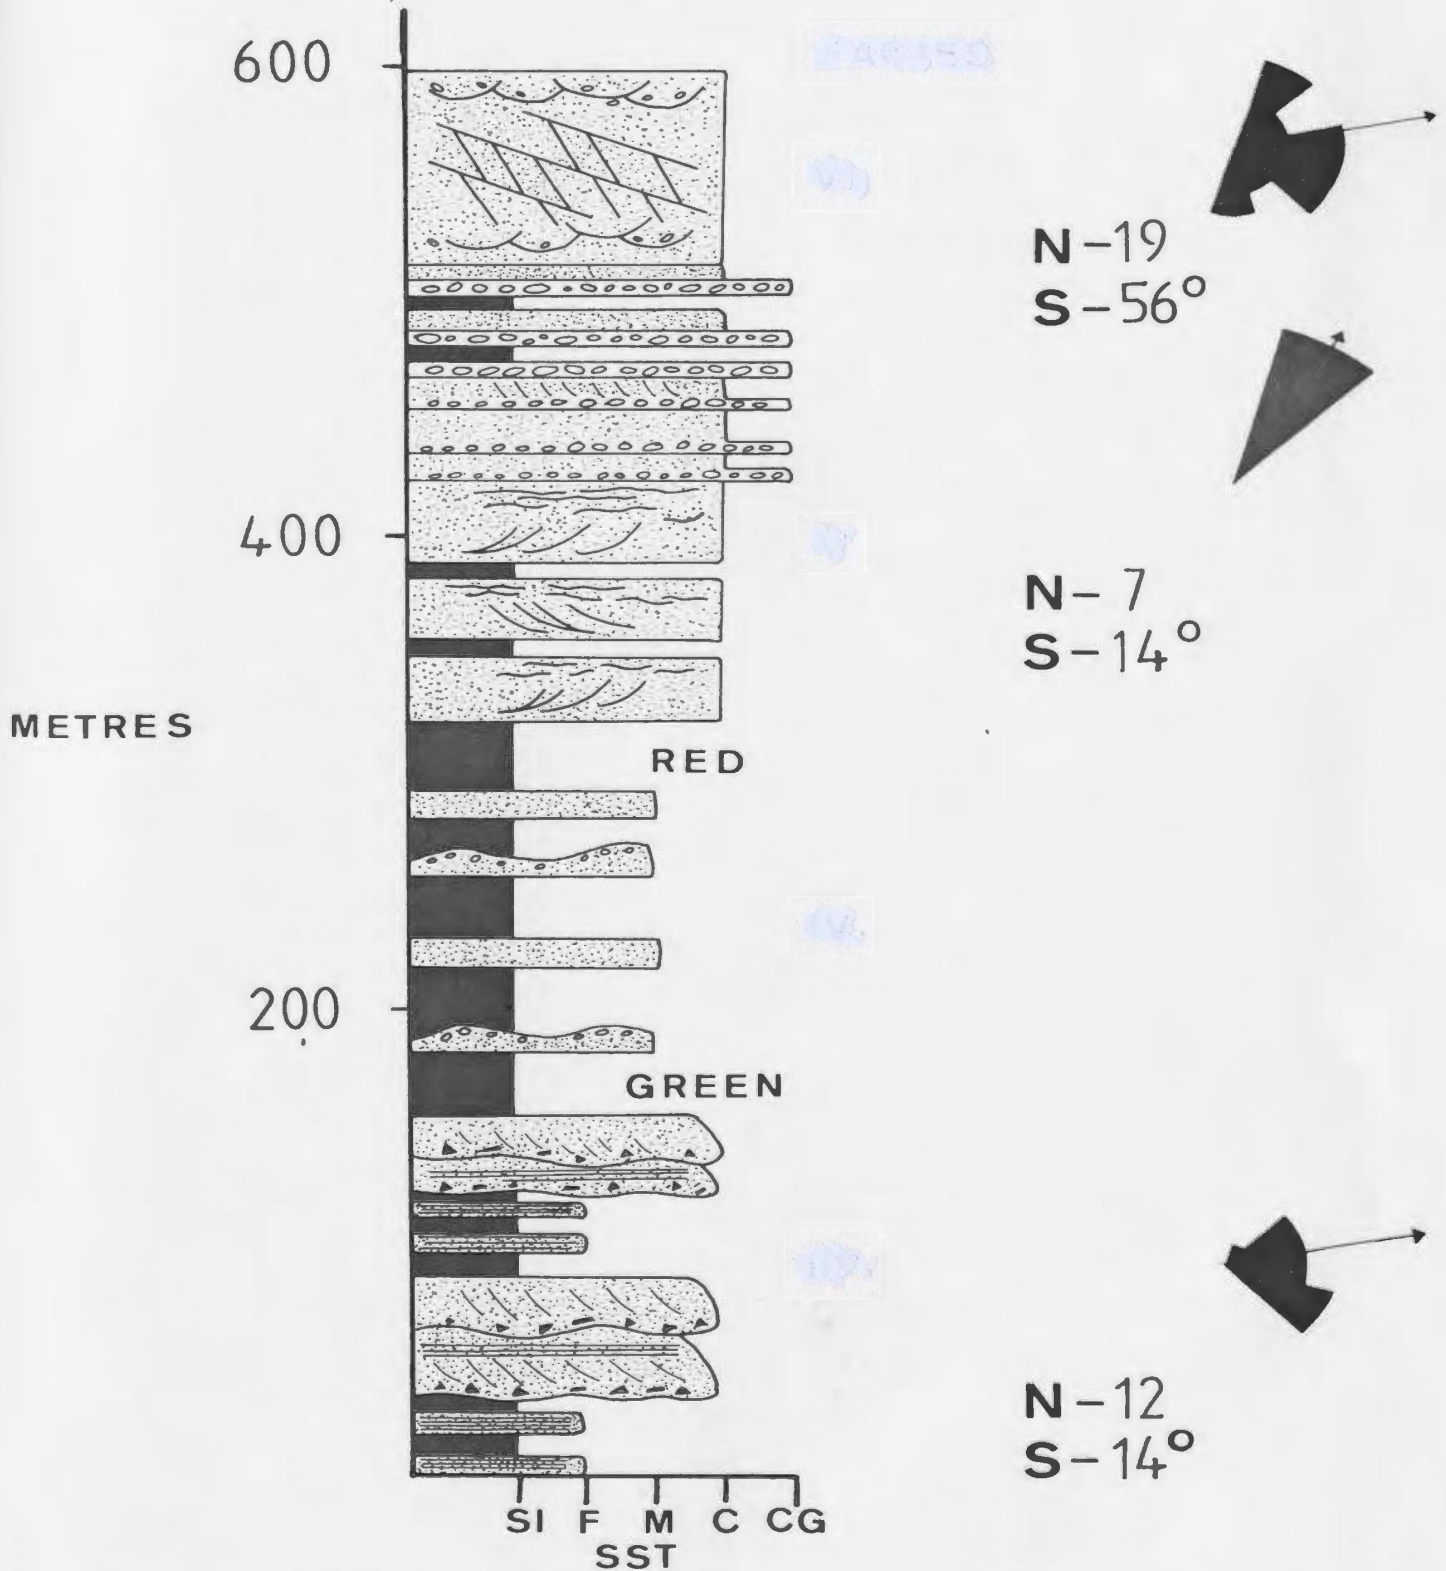 600
N-19
S-56°
400
N-7
S-14°
METRES
RED
200
GREEN
N-12
S-14°
SI F M C CG
SST